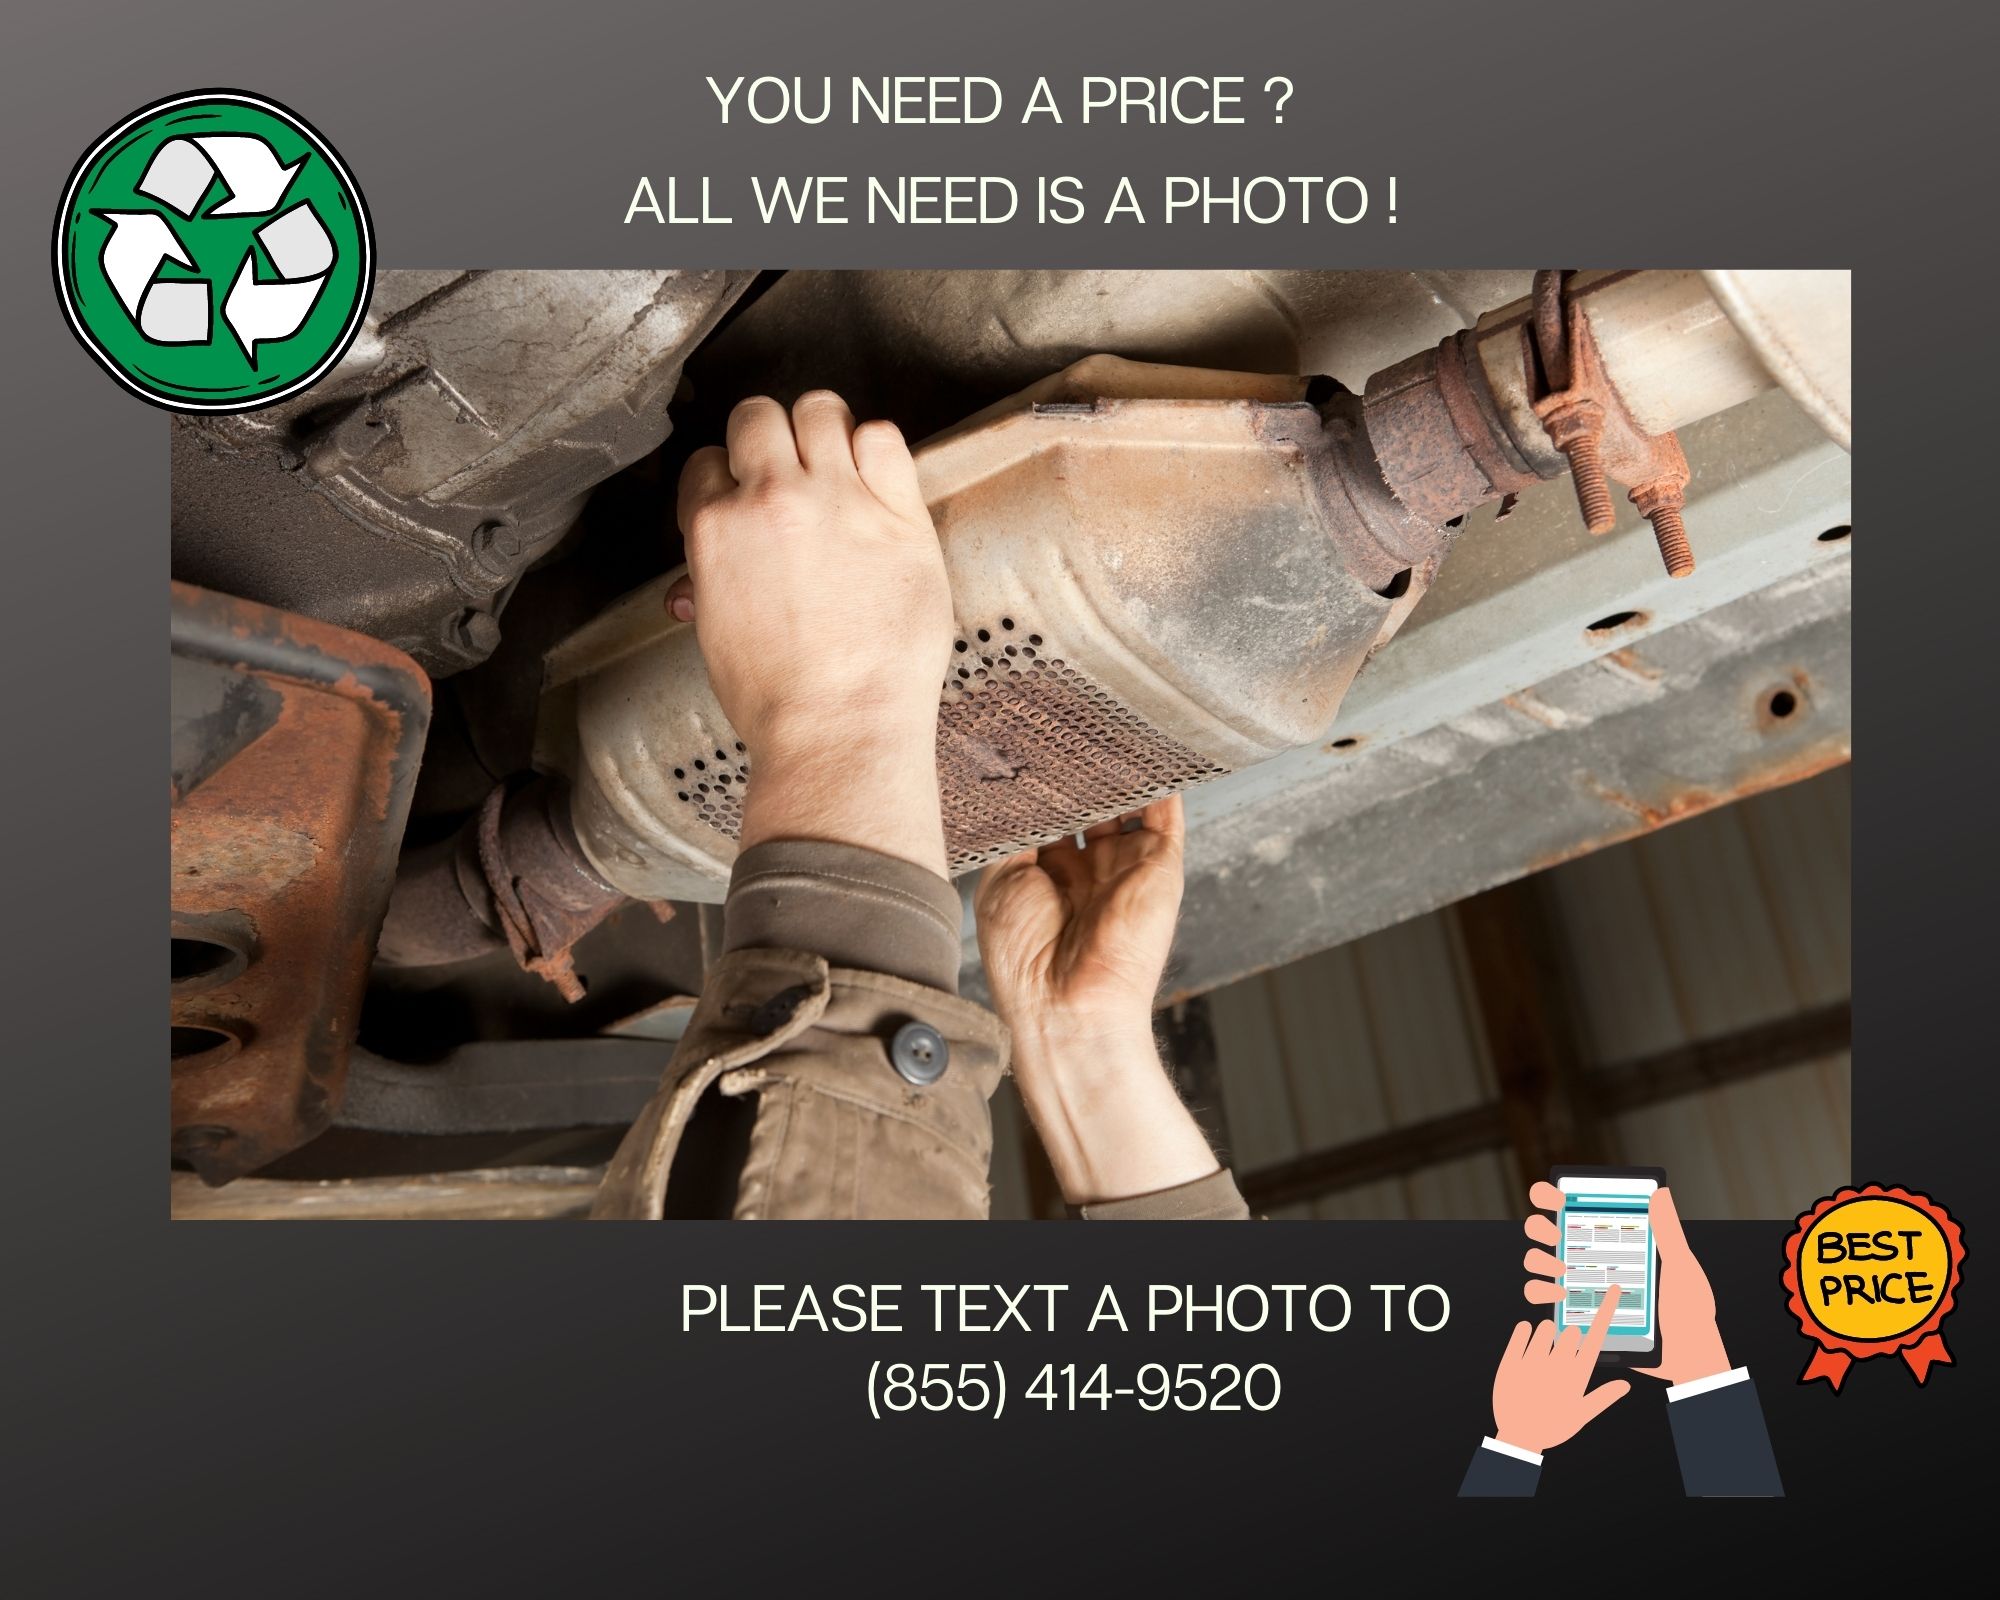 YOU NEED A PRICE ?
ALL WE NEED IS A PHOTO !
PLEASE TEXT A PHOTO TO
(855) 414-9520
BEST
PRICE